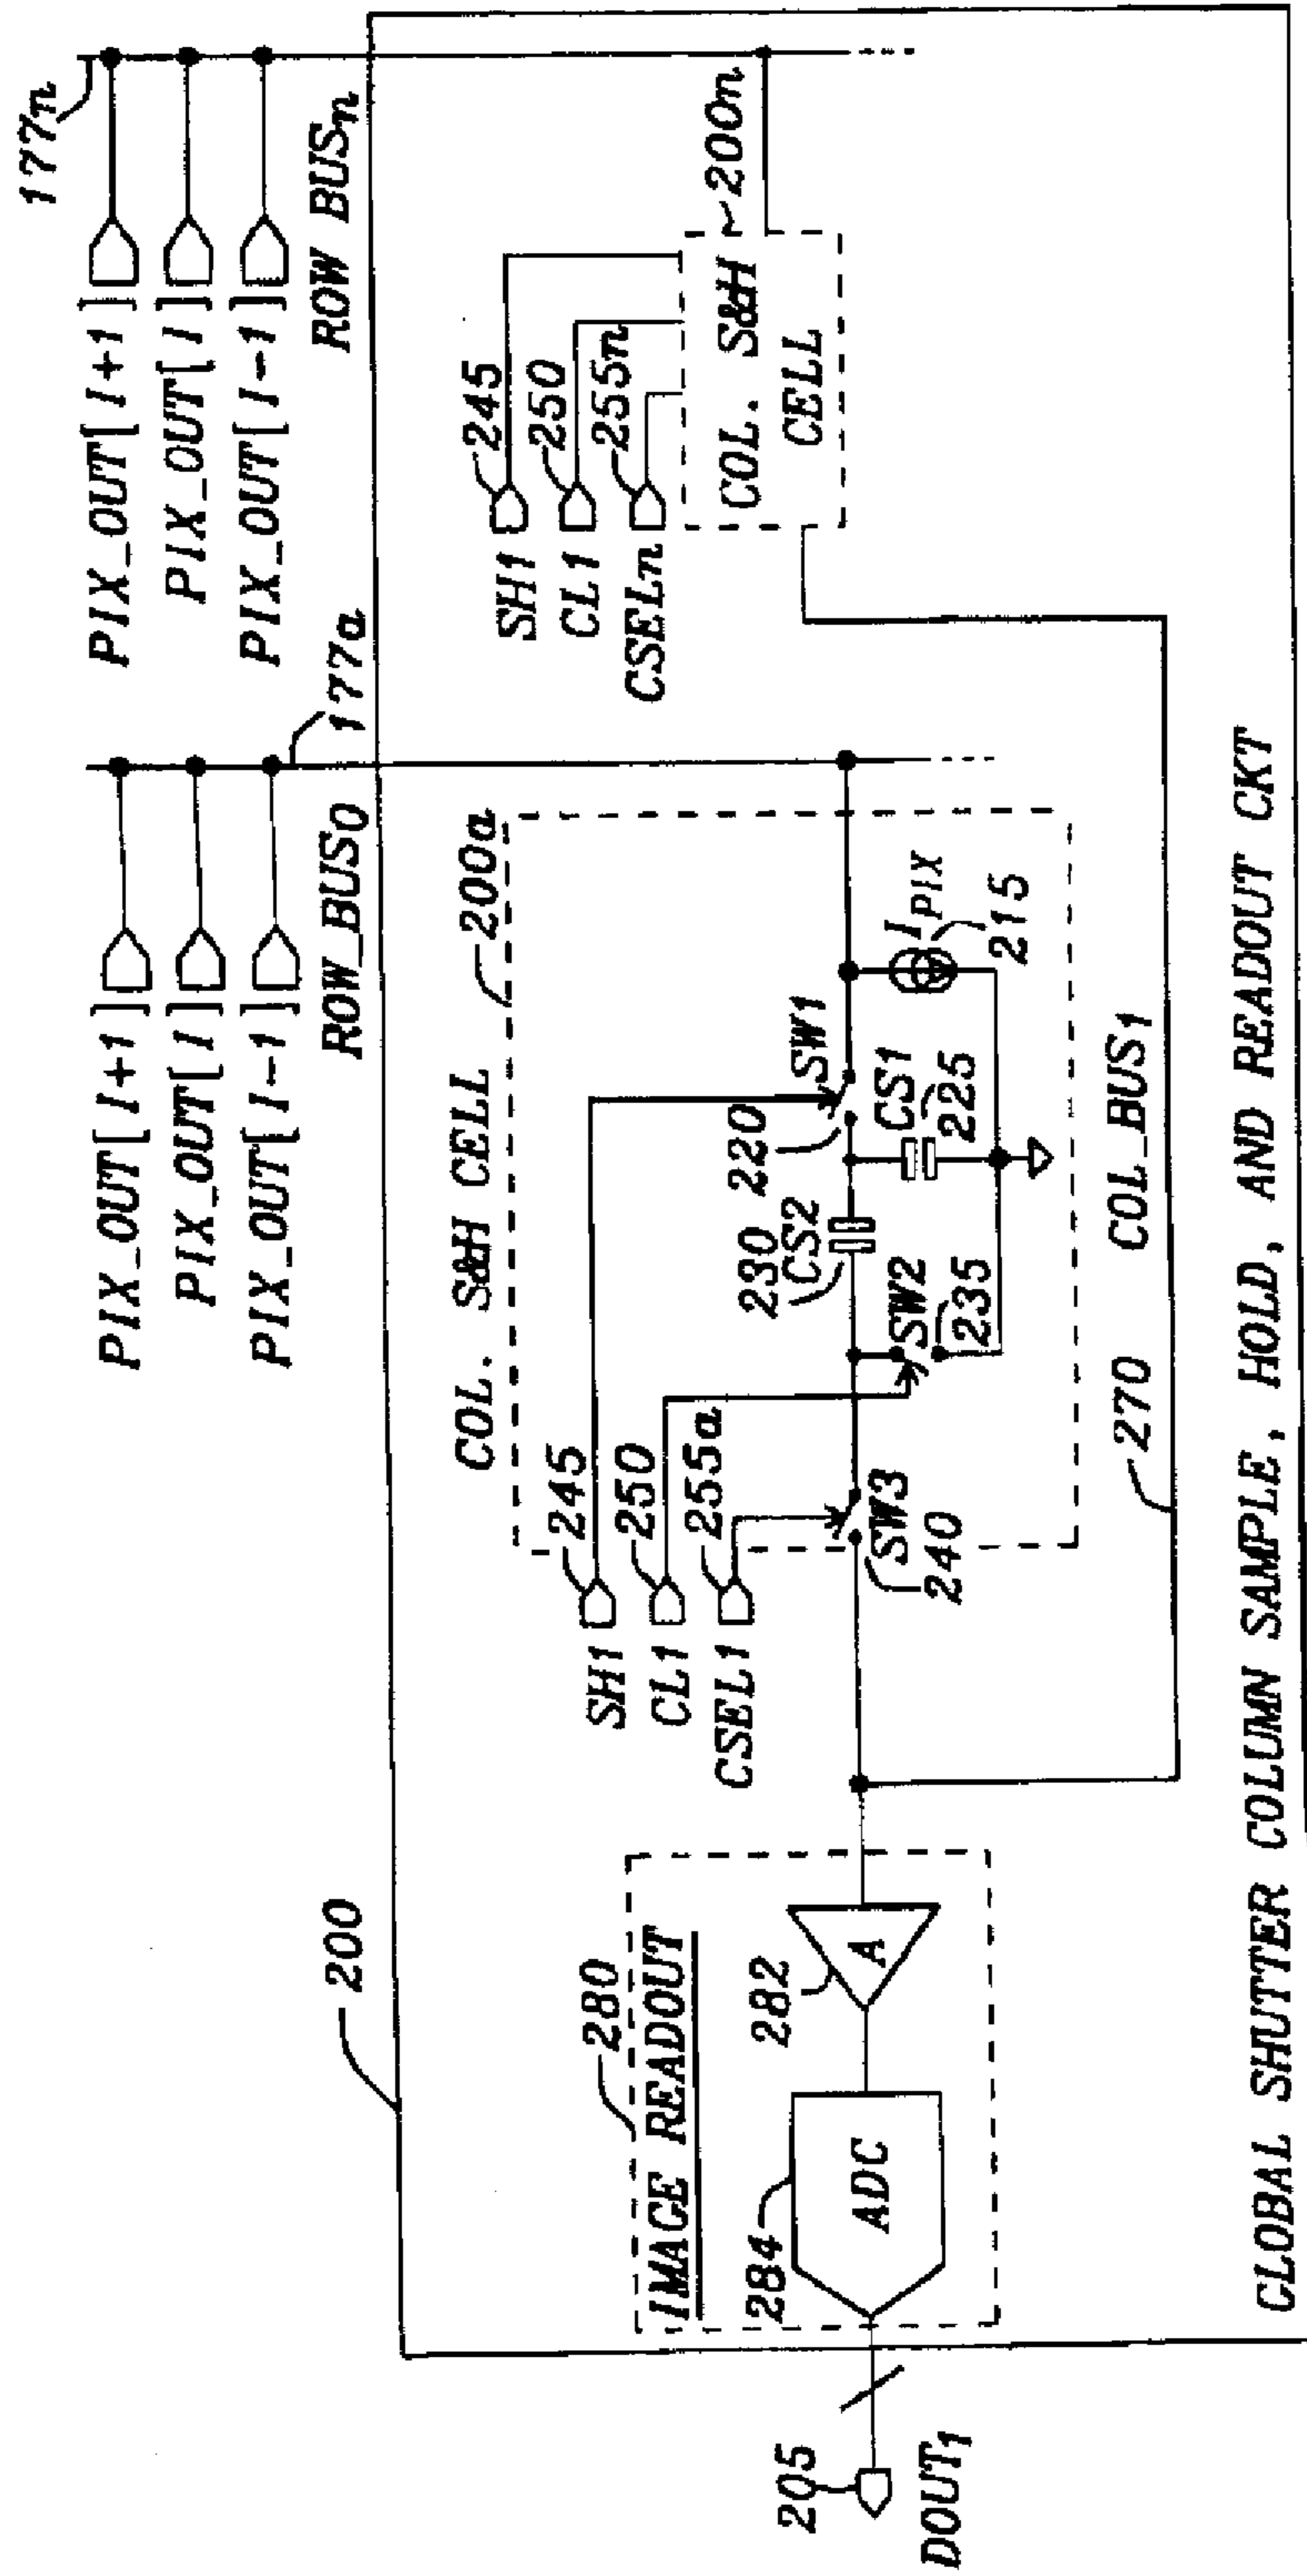 177n
PIX_OUT[I+1]
PIX_OUT[I]
PIX_OUT[I-1]
ROW BUSn
PIX_OUT[I+1]
PIX_OUT[I]
PIX_OUT[I-1]
177a
ROW_BUS0
200
COL. S&H CELL
200a
SH1
245
CL1
250
CSEL1
255a
SW1
220
230
CS2
CS1
225
IPIX
215
SW2
235
SW3
240
SH1
245
CL1
250
CSELn
255n
COL. S&H
CELL
200n
280
IMAGE READOUT
282
A
284
ADC
205
DOUT1
270
COL_BUS1
GLOBAL SHUTTER COLUMN SAMPLE, HOLD, AND READOUT CKT